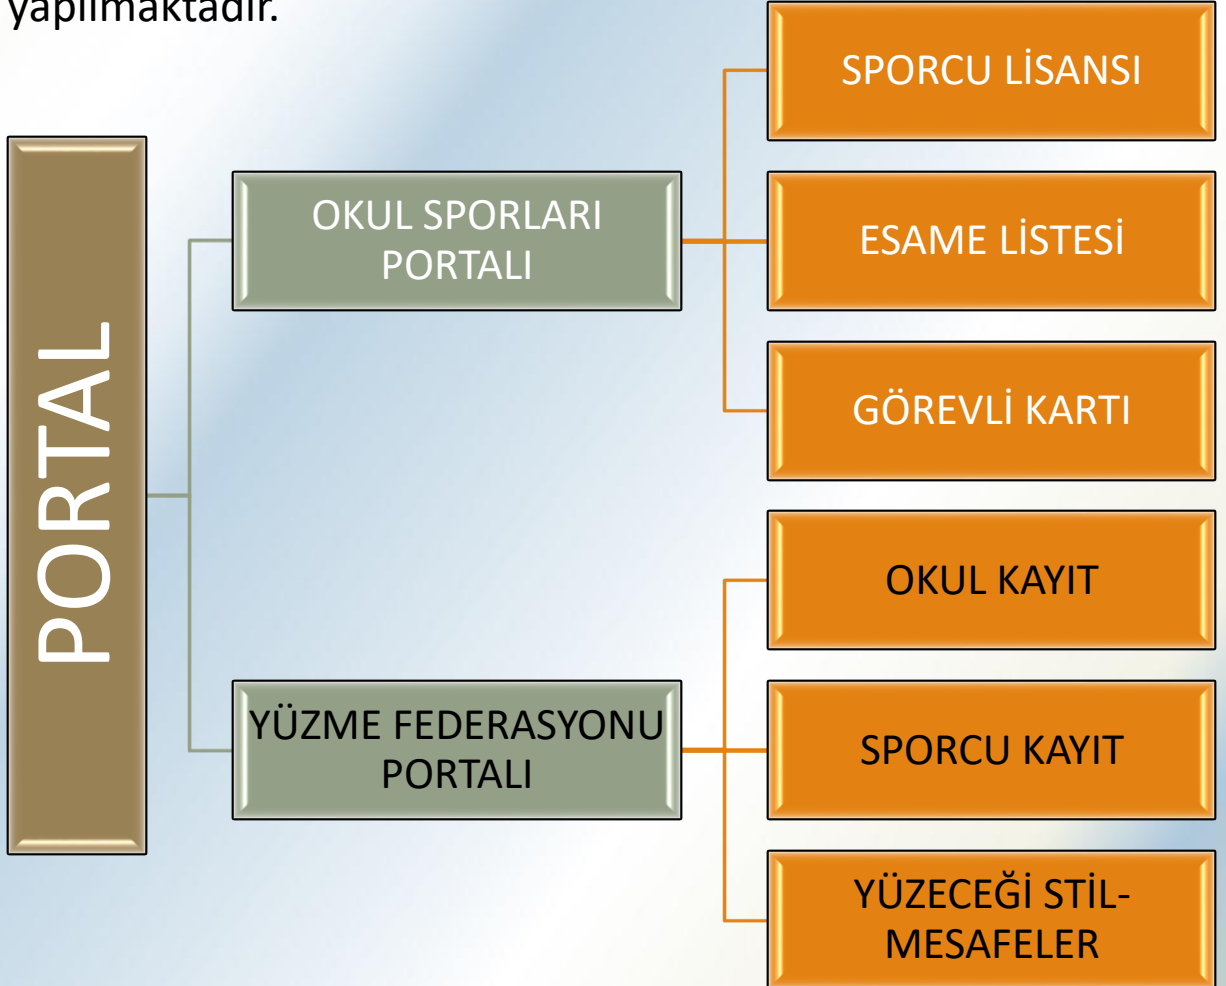 yapılmaktadır.
PORTAL
OKUL SPORLARI
PORTALI
SPORCU LİSANSI
ESAME LİSTESİ
GÖREVLİ KARTI
YÜZME FEDERASYONU
PORTALI
OKUL KAYIT
SPORCU KAYIT
YÜZECEĞİ STİL-
MESAFELER